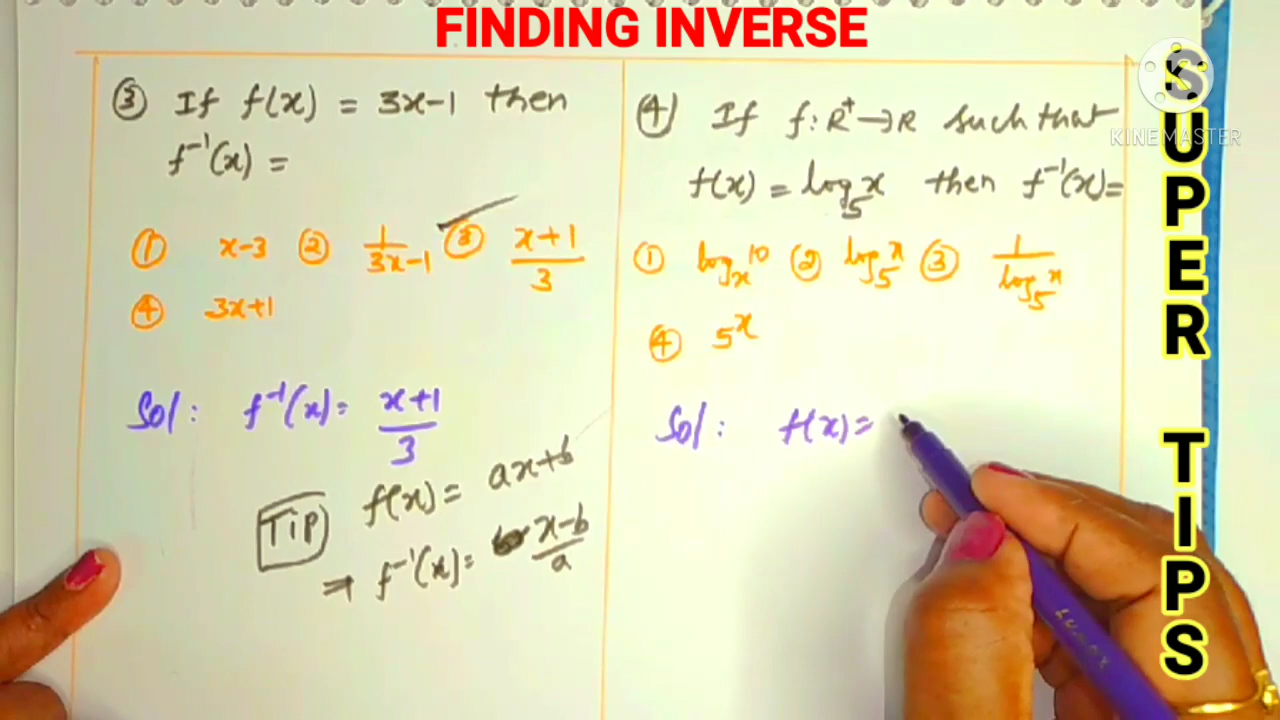 FINDING INVERSE
③ If f(x) = 3x-1 then
f⁻¹(x) =
① x-3 ② 1/(3x-1) ③ (x+1)/3
④ 3x+1
Sol : f⁻¹(x) = (x+1)/3
Tip f(x) = ax+b
⇒ f⁻¹(x) = (x-b)/a
④ If f: R⁺→R such that
f(x) = log₅x then f⁻¹(x)=
① logₓ10 ② log₅x ③ 1/log₅x
④ 5ˣ
Sol : f(x)=
SUPER TIPS
KINEMASTER